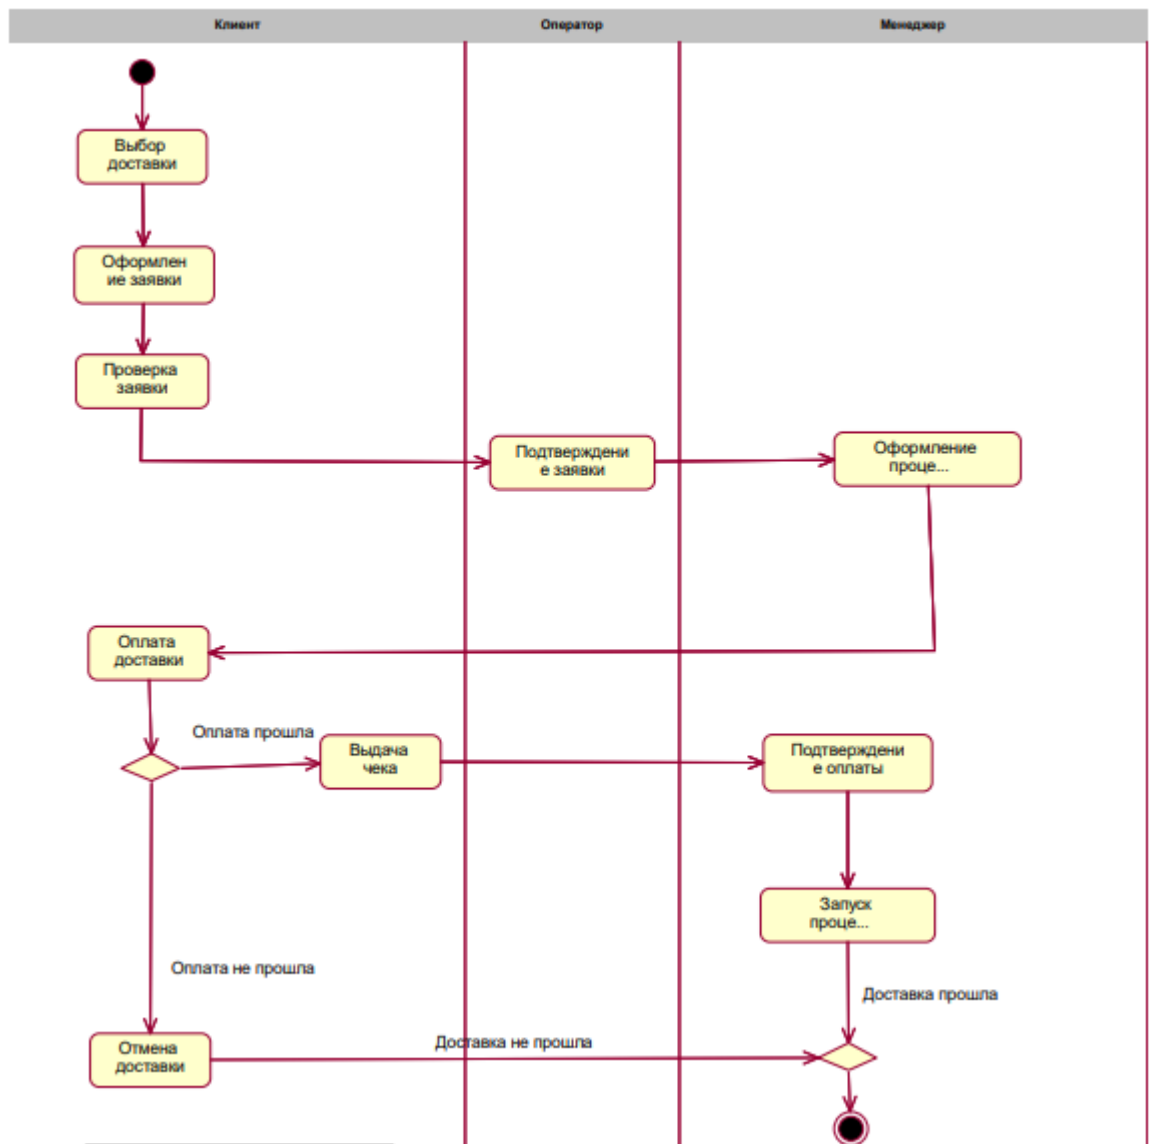 Клиент
Оператор
Менеджер
Выбор
доставки
Оформлен
ие заявки
Проверка
заявки
Подтверждени
е заявки
Оформление
проце...
Оплата
доставки
Оплата прошла
Выдача
чека
Подтверждени
е оплаты
Запуск
проце...
Оплата не прошла
Доставка прошла
Отмена
доставки
Доставка не прошла